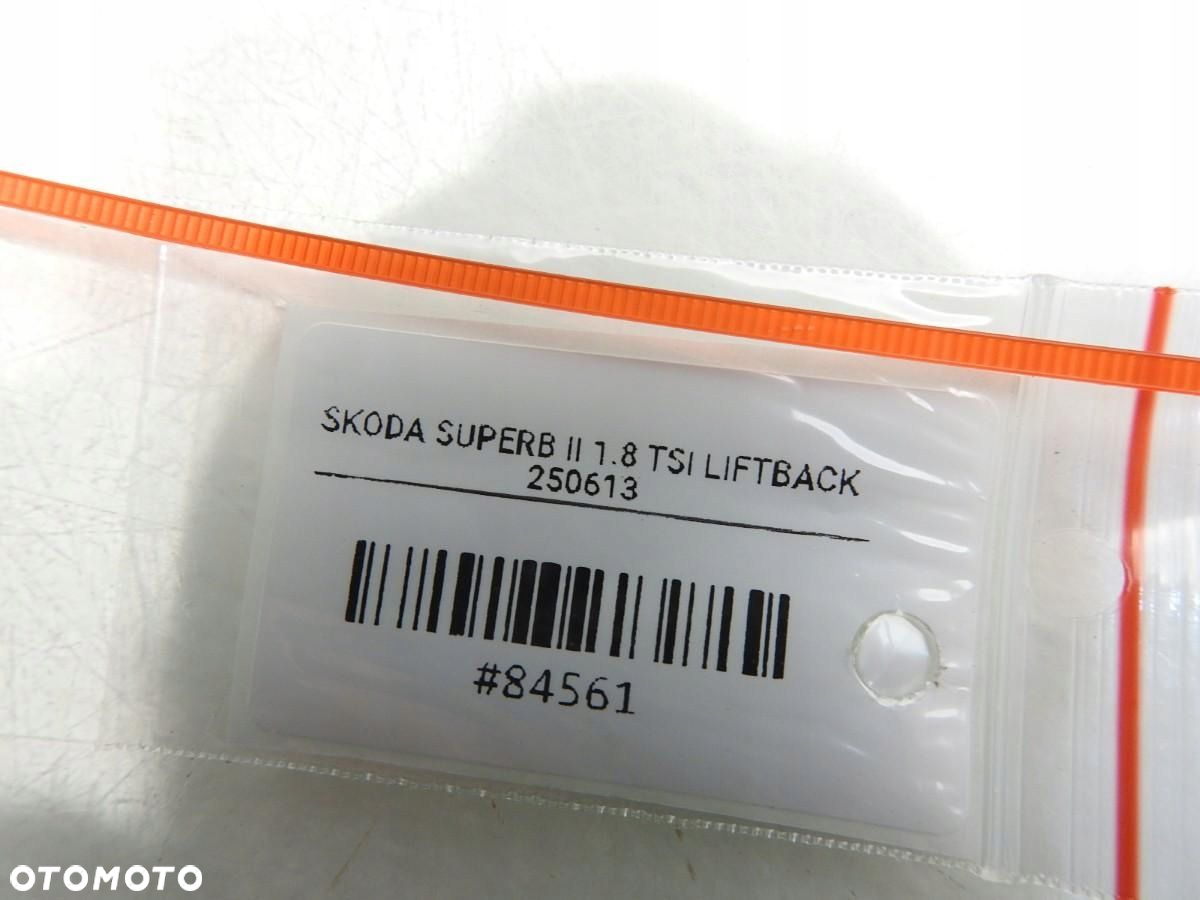 SKODA SUPERB II 1.8 TSI LIFTBACK
250613
#84561
OTOMOTO